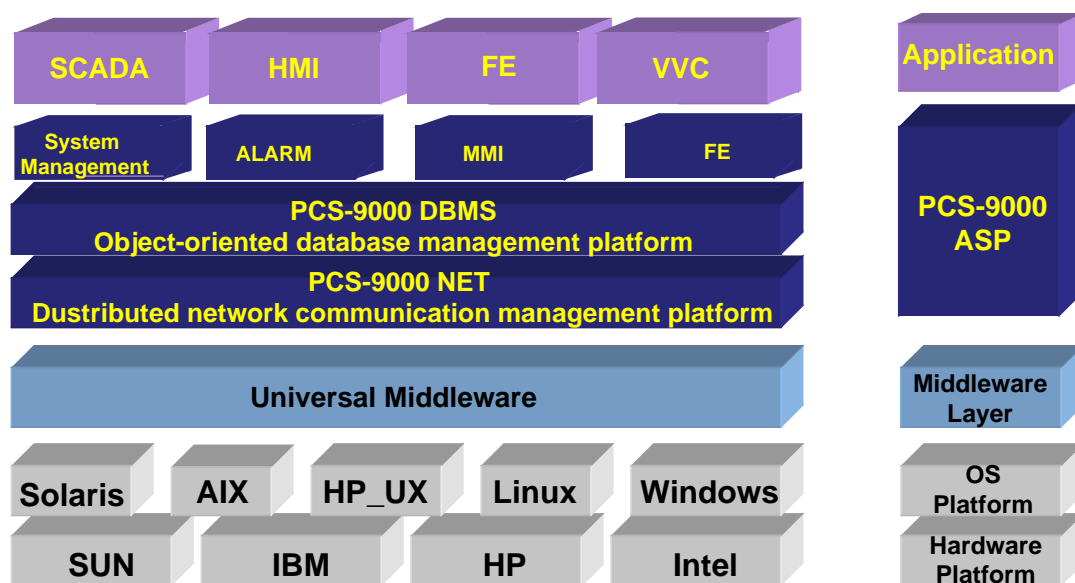 SCADA
HMI
FE
VVC
Application
System
Management
ALARM
MMI
FE
PCS-9000 DBMS
Object-oriented database management platform
PCS-9000 NET
Dustributed network communication management platform
PCS-9000
ASP
Universal Middleware
Middleware
Layer
Solaris
AIX
HP_UX
Linux
Windows
OS
Platform
SUN
IBM
HP
Intel
Hardware
Platform